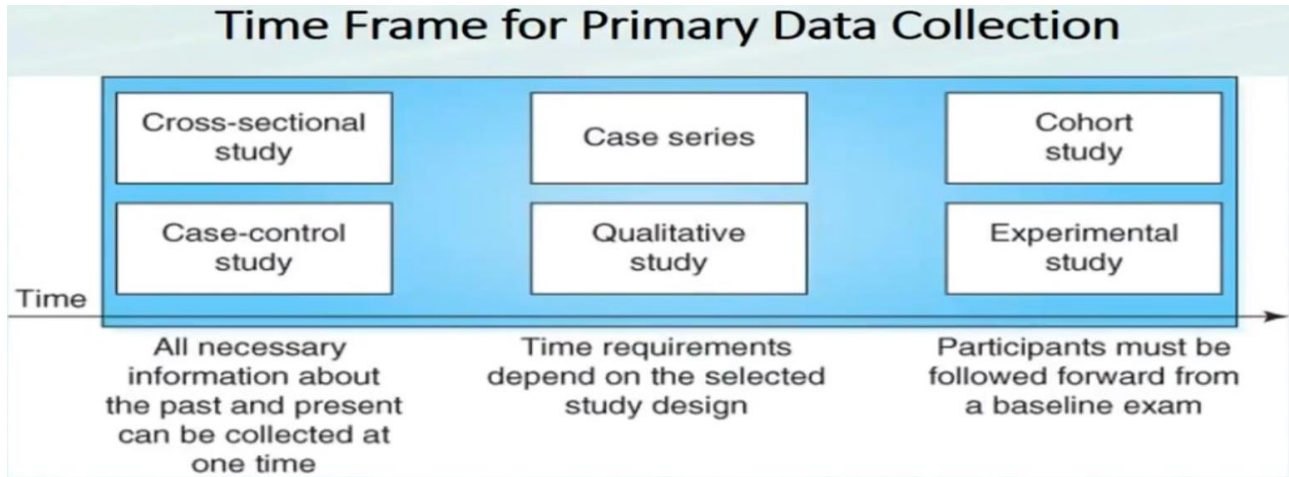 Time Frame for Primary Data Collection
Cross-sectional
study
Case series
Cohort
study
Case-control
study
Qualitative
study
Experimental
study
Time
All necessary
information about
the past and present
can be collected at
one time
Time requirements
depend on the selected
study design
Participants must be
followed forward from
a baseline exam